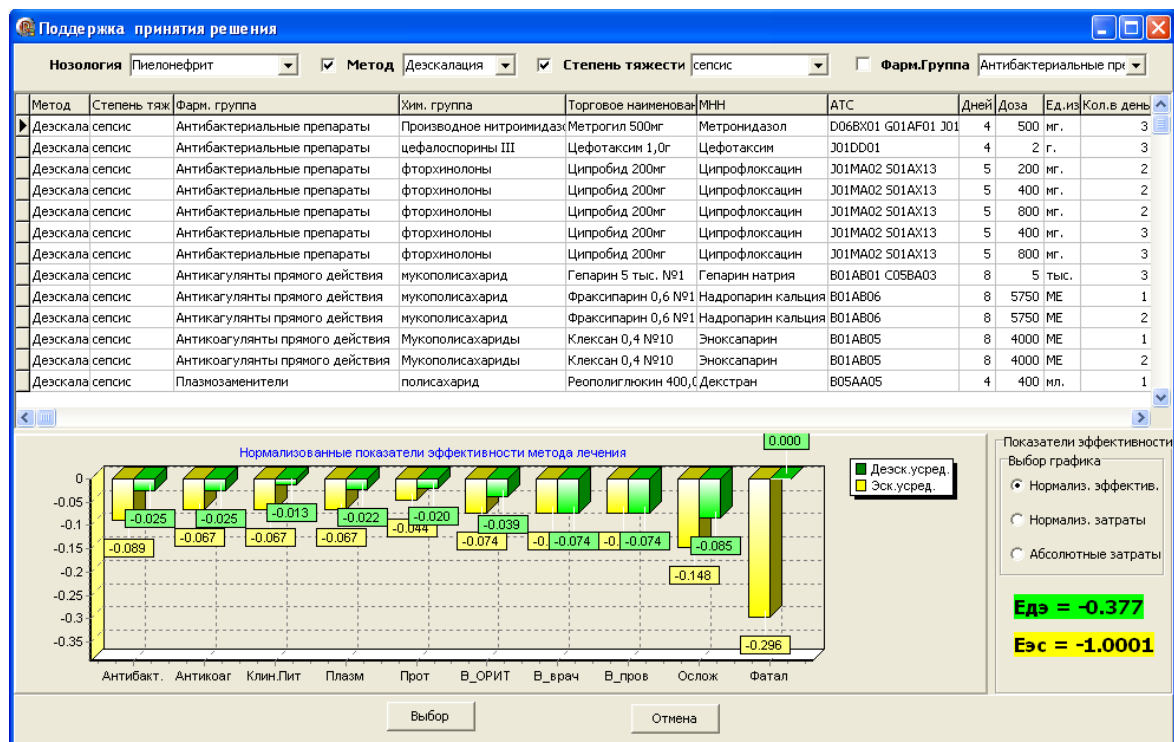 Поддержка принятия решения
Нозология Пиелонефрит Метод Деэскалация Степень тяжести сепсис Фарм.Группа Антибактериальные пре
Метод Степень тяж Фарм. группа Хим. группа Торговое наименован МНН АТС Дней Доза Ед.из Кол.в день
Деэскала сепсис Антибактериальные препараты Производное нитроимидаз Метрогил 500мг Метронидазол D06BX01 G01AF01 J01 4 500 мг. 3
Деэскала сепсис Антибактериальные препараты цефалоспорины III Цефотаксим 1,0г Цефотаксим J01DD01 4 2 г. 3
Деэскала сепсис Антибактериальные препараты фторхинолоны Ципробид 200мг Ципрофлоксацин J01MA02 S01AX13 5 200 мг. 2
Деэскала сепсис Антибактериальные препараты фторхинолоны Ципробид 200мг Ципрофлоксацин J01MA02 S01AX13 5 400 мг. 2
Деэскала сепсис Антибактериальные препараты фторхинолоны Ципробид 200мг Ципрофлоксацин J01MA02 S01AX13 5 800 мг. 2
Деэскала сепсис Антибактериальные препараты фторхинолоны Ципробид 200мг Ципрофлоксацин J01MA02 S01AX13 5 400 мг. 3
Деэскала сепсис Антибактериальные препараты фторхинолоны Ципробид 200мг Ципрофлоксацин J01MA02 S01AX13 5 800 мг. 3
Деэскала сепсис Антикагулянты прямого действия мукополисахарид Гепарин 5 тыс. №1 Гепарин натрия B01AB01 C05BA03 8 5 тыс. 3
Деэскала сепсис Антикагулянты прямого действия мукополисахарид Фраксипарин 0,6 №1 Надропарин кальция B01AB06 8 5750 МЕ 1
Деэскала сепсис Антикагулянты прямого действия мукополисахарид Фраксипарин 0,6 №1 Надропарин кальция B01AB06 8 5750 МЕ 2
Деэскала сепсис Антикоагулянты прямого действия Мукополисахариды Клексан 0,4 №10 Эноксапарин B01AB05 8 4000 МЕ 1
Деэскала сепсис Антикоагулянты прямого действия Мукополисахариды Клексан 0,4 №10 Эноксапарин B01AB05 8 4000 МЕ 2
Деэскала сепсис Плазмозаменители полисахарид Реополиглюкин 400,0 Декстран B05AA05 4 400 мл. 1
Нормализованные показатели эффективности метода лечения
0.000
Деэск.усред.
Эск.усред.
0
-0.05
-0.1
-0.15
-0.2
-0.25
-0.3
-0.35
-0.025 -0.025 -0.013 -0.022 -0.020 -0.039 -0.074 -0.074 -0.085
-0.089 -0.067 -0.067 -0.067 -0.044 -0.074 -0. -0. -0.148 -0.296
Антибакт. Антикоаг Клин.Пит Плазм Прот В_ОРИТ В_врач В_пров Ослож Фатал
Показатели эффективности
Выбор графика
Нормализ. эффектив.
Нормализ. затраты
Абсолютные затраты
Едэ = -0.377
Еэс = -1.0001
Выбор Отмена